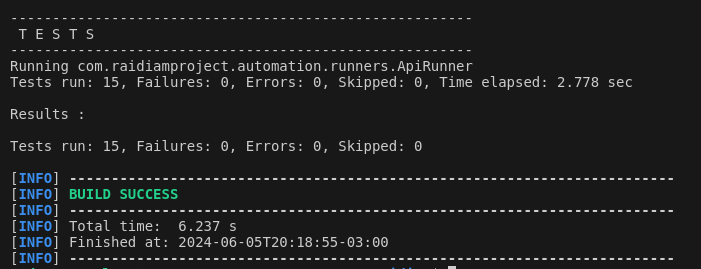 -------------------------------------------------------
 T E S T S
-------------------------------------------------------
Running com.raidiamproject.automation.runners.ApiRunner
Tests run: 15, Failures: 0, Errors: 0, Skipped: 0, Time elapsed: 2.778 sec
Results :
Tests run: 15, Failures: 0, Errors: 0, Skipped: 0
[INFO] ------------------------------------------------------------------------
[INFO] BUILD SUCCESS
[INFO] ------------------------------------------------------------------------
[INFO] Total time:  6.237 s
[INFO] Finished at: 2024-06-05T20:18:55-03:00
[INFO] ------------------------------------------------------------------------